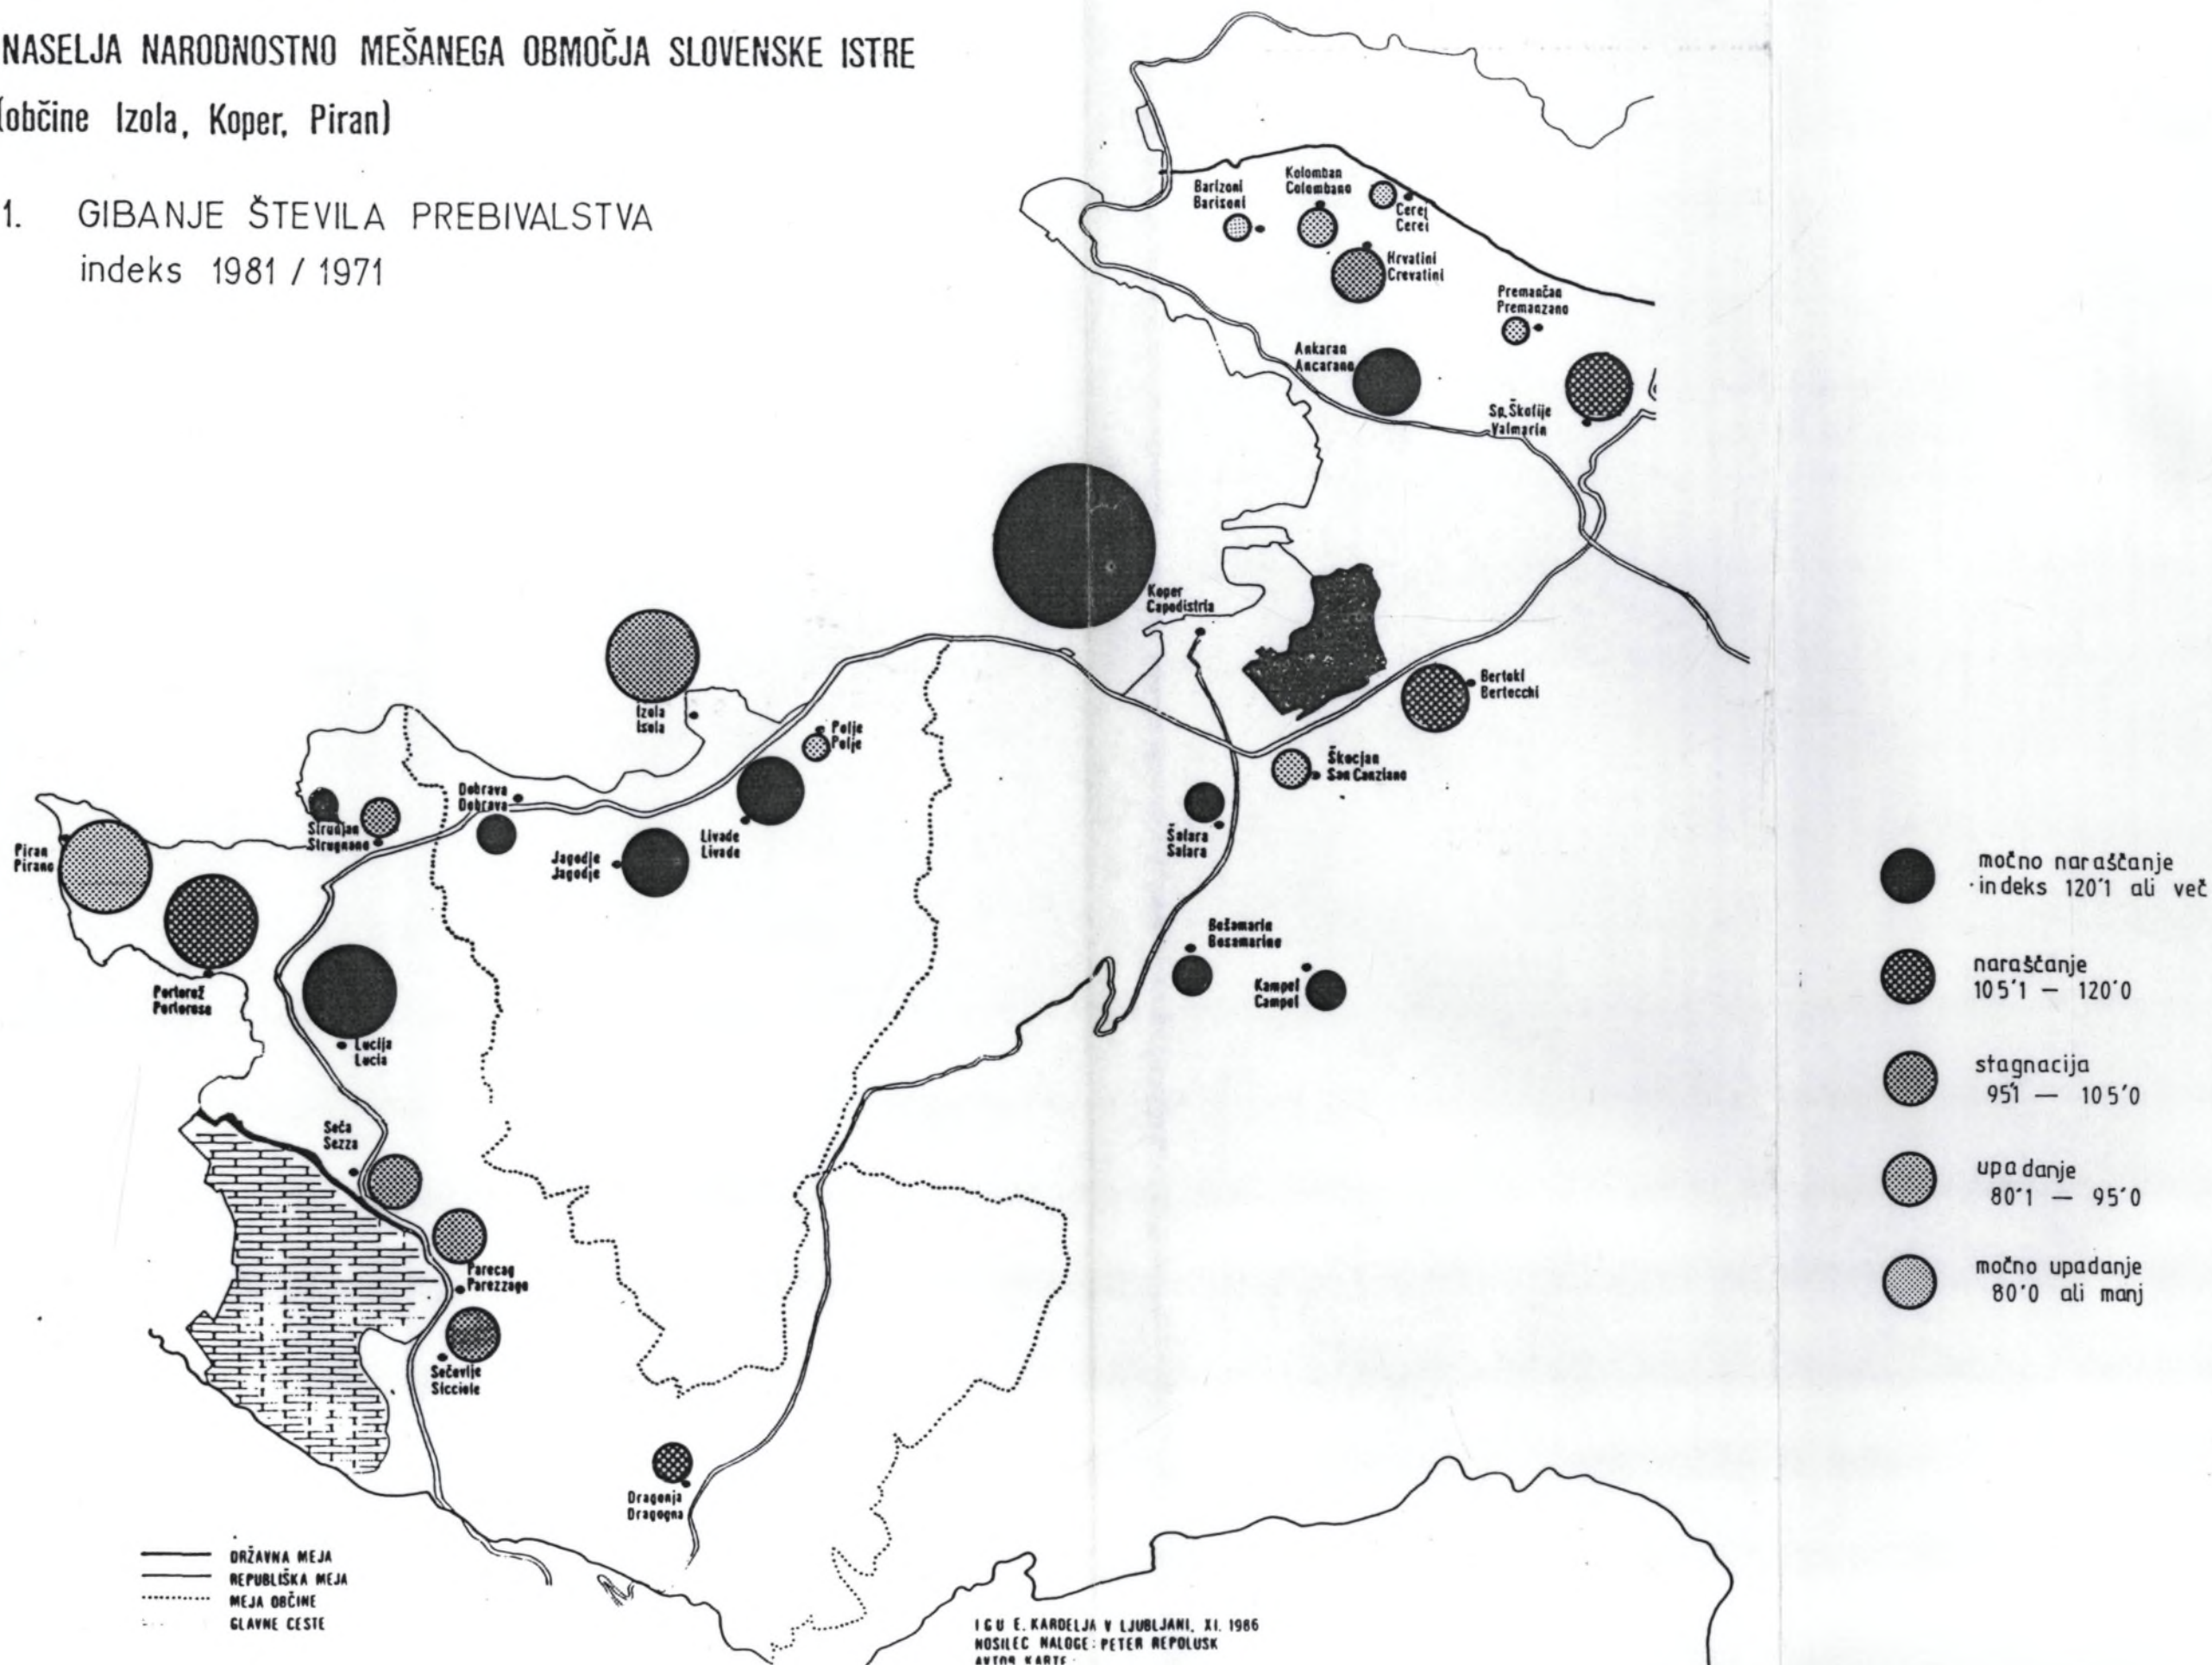 NASELJA NARODNOSTNO MEŠANEGA OBMOČJA SLOVENSKE ISTRE
(občine Izola, Koper, Piran)
1. GIBANJE ŠTEVILA PREBIVALSTVA
indeks 1981 / 1971
Barizoni
Barisoni
Kolomban
Colombano
Cerej
Cerei
Hrvatini
Crevatini
Premančan
Premanzano
Ankaran
Ancarano
Sp. Škofije
Valmarin
Koper
Capodistria
Bertoki
Bertocchi
Izola
Isola
Polje
Polje
Škocjan
San Canziano
Dobrava
Dobrava
Strunjan
Strugnano
Livade
Livade
Šalara
Salara
Jagodje
Jagodje
Piran
Pirano
Bošamarin
Bosamarino
Kampel
Campel
Portorož
Portorose
Lucija
Lucia
Seča
Sezza
Parecag
Parezzago
Sečovlje
Sicciole
Dragonja
Dragogna
močno naraščanje
indeks 120'1 ali več
naraščanje
105'1 — 120'0
stagnacija
95'1 — 105'0
upadanje
80'1 — 95'0
močno upadanje
80'0 ali manj
DRŽAVNA MEJA
REPUBLIŠKA MEJA
MEJA OBČINE
GLAVNE CESTE
IGU E. KARDELJA V LJUBLJANI, XI. 1986
NOSILEC NALOGE: PETER REPOLUSK
AVTOR KARTE: